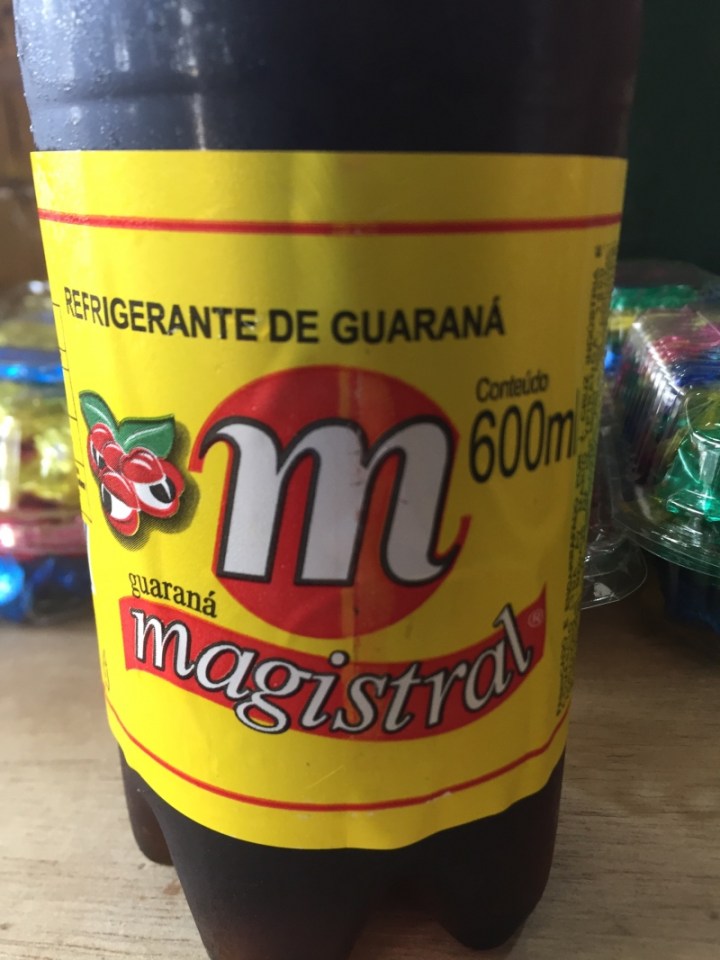 REFRIGERANTE DE GUARANÁ
Conteúdo
600m
m
guaraná
magistral®